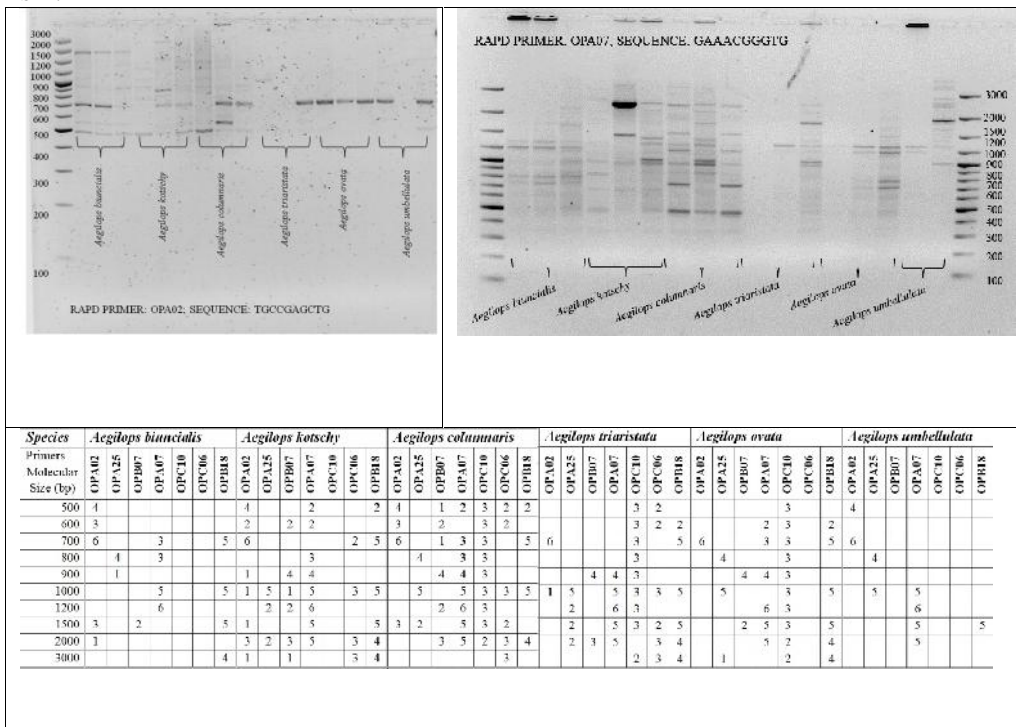 3000
2000
1500
1200
1000
900
800
700
600
500
400
300
200
100
Aegilops biuncialis
Aegilops kotschy
Aegilops columnaris
Aegilops triaristata
Aegilops ovata
Aegilops umbellulata
RAPD PRIMER: OPA02; SEQUENCE: TGCCGAGCTG
RAPD PRIMER: OPA07; SEQUENCE: GAAACGGGTG
3000
2000
1500
1200
1000
900
800
700
600
500
400
300
200
100
Aegilops biuncialis
Aegilops kotschy
Aegilops columnaris
Aegilops triaristata
Aegilops ovata
Aegilops umbellulata
Species Aegilops biuncialis Aegilops kotschy Aegilops columnaris Aegilops triaristata Aegilops ovata Aegilops umbellulata
Primers Molecular Size (bp) OPA02 OPA25 OPB07 OPA07 OPC10 OPC06 OPB18 OPA02 OPA25 OPB07 OPA07 OPC10 OPC06 OPB18 OPA02 OPA25 OPB07 OPA07 OPC10 OPC06 OPB18 OPA02 OPA25 OPB07 OPA07 OPC10 OPC06 OPB18 OPA02 OPA25 OPB07 OPA07 OPC10 OPC06 OPB18 OPA02 OPA25 OPB07 OPA07 OPC10 OPC06 OPB18
500 4 4 2 2 4 1 2 3 2 2 3 2 3 4
600 3 2 2 2 3 2 3 2 3 2 2 2 3 2
700 6 3 5 6 2 5 6 1 3 3 5 6 3 5 6 3 3 5 6
800 4 3 3 4 3 3 3 4 3 4
900 1 1 4 4 4 4 3 4 4 3 4 4 3
1000 5 5 1 5 1 5 3 5 5 5 3 3 5 1 5 5 3 3 5 5 3 5 5 5
1200 6 2 2 6 2 6 3 2 6 3 6 3 6
1500 3 2 5 1 5 5 3 2 5 3 2 2 5 3 2 5 2 5 3 5 5 5
2000 1 3 2 3 5 3 4 3 5 2 3 4 2 3 5 3 4 5 2 4 5
3000 4 1 1 3 4 3 2 3 4 1 2 4